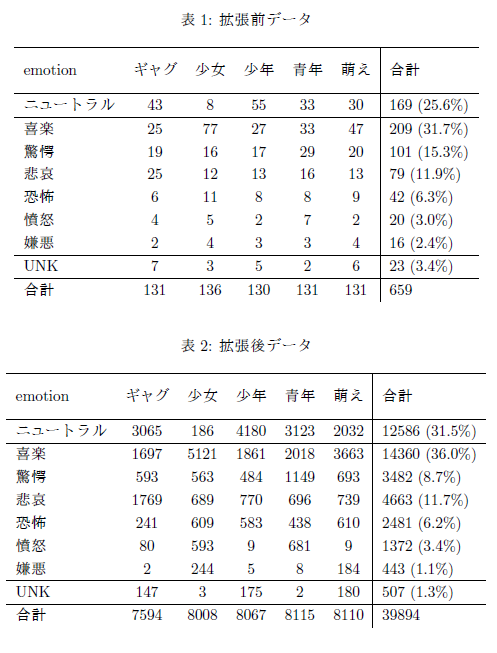 表 1: 拡張前データ
emotion ギャグ 少女 少年 青年 萌え 合計
ニュートラル 43 8 55 33 30 169 (25.6%)
喜楽 25 77 27 33 47 209 (31.7%)
驚愕 19 16 17 29 20 101 (15.3%)
悲哀 25 12 13 16 13 79 (11.9%)
恐怖 6 11 8 8 9 42 (6.3%)
憤怒 4 5 2 7 2 20 (3.0%)
嫌悪 2 4 3 3 4 16 (2.4%)
UNK 7 3 5 2 6 23 (3.4%)
合計 131 136 130 131 131 659
表 2: 拡張後データ
emotion ギャグ 少女 少年 青年 萌え 合計
ニュートラル 3065 186 4180 3123 2032 12586 (31.5%)
喜楽 1697 5121 1861 2018 3663 14360 (36.0%)
驚愕 593 563 484 1149 693 3482 (8.7%)
悲哀 1769 689 770 696 739 4663 (11.7%)
恐怖 241 609 583 438 610 2481 (6.2%)
憤怒 80 593 9 681 9 1372 (3.4%)
嫌悪 2 244 5 8 184 443 (1.1%)
UNK 147 3 175 2 180 507 (1.3%)
合計 7594 8008 8067 8115 8110 39894